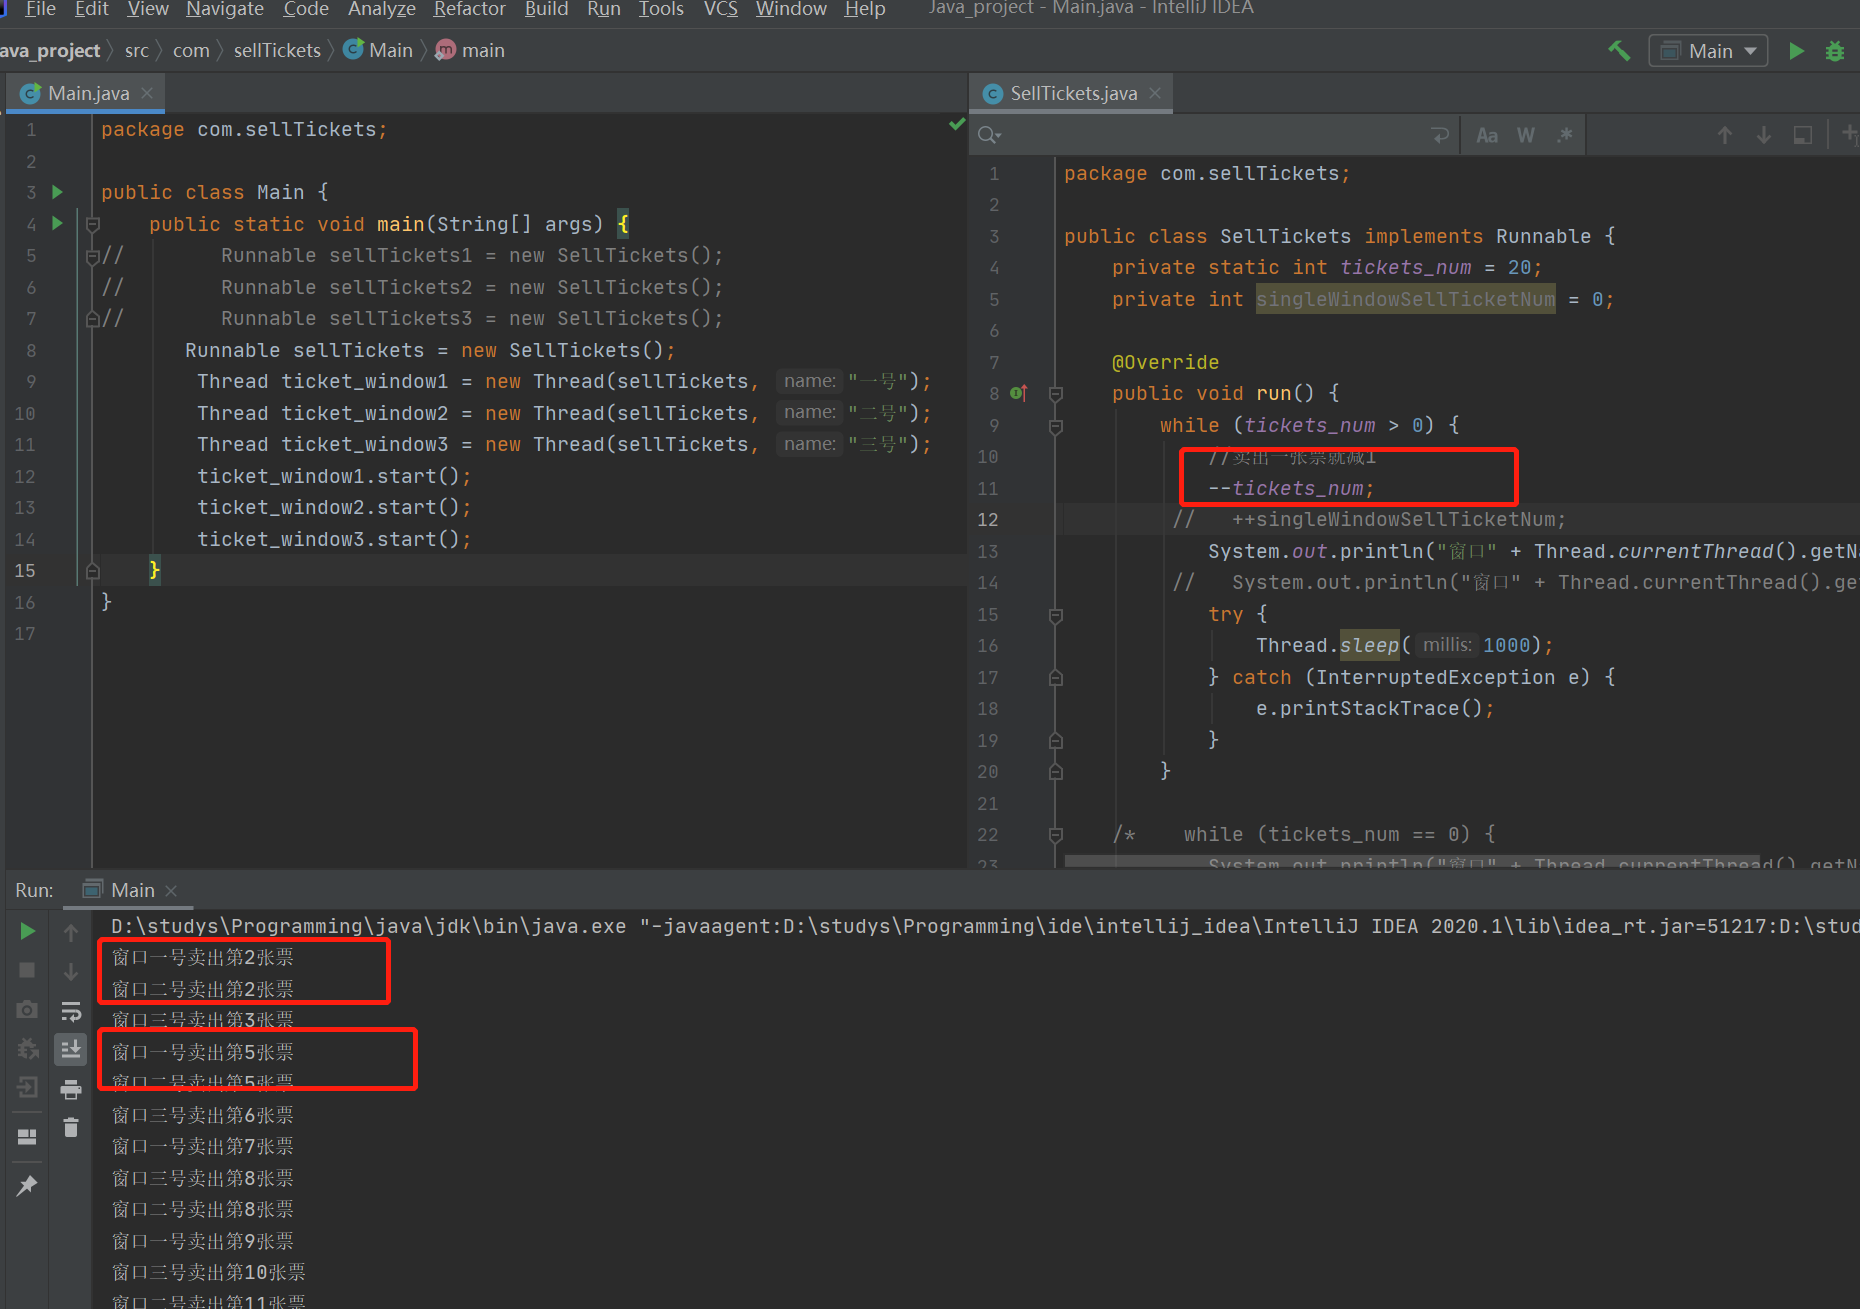 File Edit View Navigate Code Analyze Refactor Build Run Tools VCS Window Help Java_project - Main.java - IntelliJ IDEA
ava_project src com sellTickets Main main
Main
Main.java
1 package com.sellTickets;
2
3 public class Main {
4 public static void main(String[] args) {
5 // Runnable sellTickets1 = new SellTickets();
6 // Runnable sellTickets2 = new SellTickets();
7 // Runnable sellTickets3 = new SellTickets();
8 Runnable sellTickets = new SellTickets();
9 Thread ticket_window1 = new Thread(sellTickets, name: "一号");
10 Thread ticket_window2 = new Thread(sellTickets, name: "二号");
11 Thread ticket_window3 = new Thread(sellTickets, name: "三号");
12 ticket_window1.start();
13 ticket_window2.start();
14 ticket_window3.start();
15 }
16 }
17
SellTickets.java
Aa W .*
1 package com.sellTickets;
2
3 public class SellTickets implements Runnable {
4 private static int tickets_num = 20;
5 private int singleWindowSellTicketNum = 0;
6
7 @Override
8 public void run() {
9 while (tickets_num > 0) {
10 //卖出一张票就减1
11 --tickets_num;
12 // ++singleWindowSellTicketNum;
13 System.out.println("窗口" + Thread.currentThread().getNa
14 // System.out.println("窗口" + Thread.currentThread().get
15 try {
16 Thread.sleep( millis: 1000);
17 } catch (InterruptedException e) {
18 e.printStackTrace();
19 }
20 }
21
22 /* while (tickets_num == 0) {
23 System.out.println("窗口" + Thread.currentThread().getN
Run: Main
D:\studys\Programming\java\jdk\bin\java.exe "-javaagent:D:\studys\Programming\ide\intellij_idea\IntelliJ IDEA 2020.1\lib\idea_rt.jar=51217:D:\stud
窗口一号卖出第2张票
窗口二号卖出第2张票
窗口三号卖出第3张票
窗口一号卖出第5张票
窗口二号卖出第5张票
窗口三号卖出第6张票
窗口一号卖出第7张票
窗口三号卖出第8张票
窗口二号卖出第8张票
窗口一号卖出第9张票
窗口三号卖出第10张票
窗口二号卖出第11张票